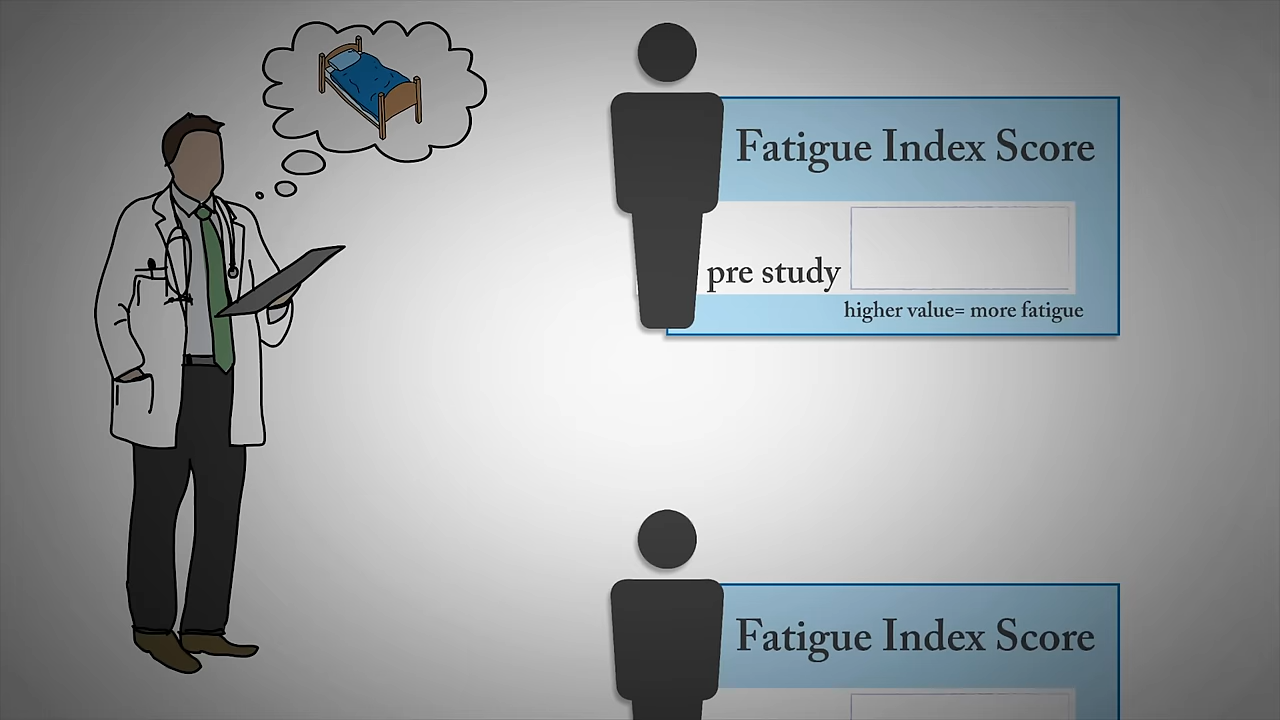 Fatigue Index Score
pre study
higher value= more fatigue
Fatigue Index Score